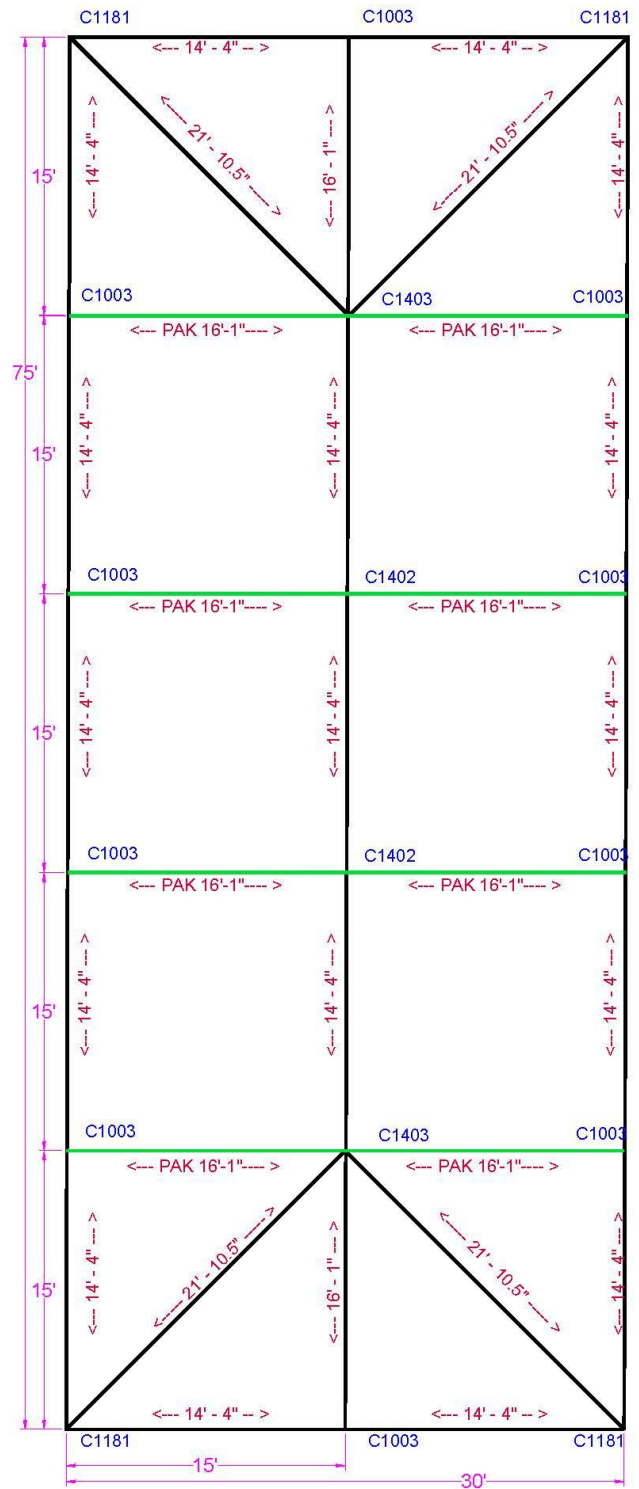 C1181 C1003 C1181
<--- 14' - 4" -- > <--- 14' - 4" -- >
15' <---- 14' - 4" ---> <---- 21' - 10.5" -----> <--- 16' - 1" ---> <---- 21' - 10.5" -----> <---- 14' - 4" --->
C1003 C1403 C1003
<--- PAK 16'-1"---- > <--- PAK 16'-1"---- >
75'
15' <---- 14' - 4" ---> <---- 14' - 4" ---> <---- 14' - 4" --->
C1003 C1402 C1003
<--- PAK 16'-1"---- > <--- PAK 16'-1"---- >
15' <---- 14' - 4" ---> <---- 14' - 4" ---> <---- 14' - 4" --->
C1003 C1402 C1003
<--- PAK 16'-1"---- > <--- PAK 16'-1"---- >
15' <---- 14' - 4" ---> <---- 14' - 4" ---> <---- 14' - 4" --->
C1003 C1403 C1003
<--- PAK 16'-1"---- > <--- PAK 16'-1"---- >
15' <---- 14' - 4" ---> <---- 21' - 10.5" -----> <--- 16' - 1" ---> <---- 21' - 10.5" -----> <---- 14' - 4" --->
<--- 14' - 4" -- > <--- 14' - 4" -- >
C1181 C1003 C1181
15'
30'